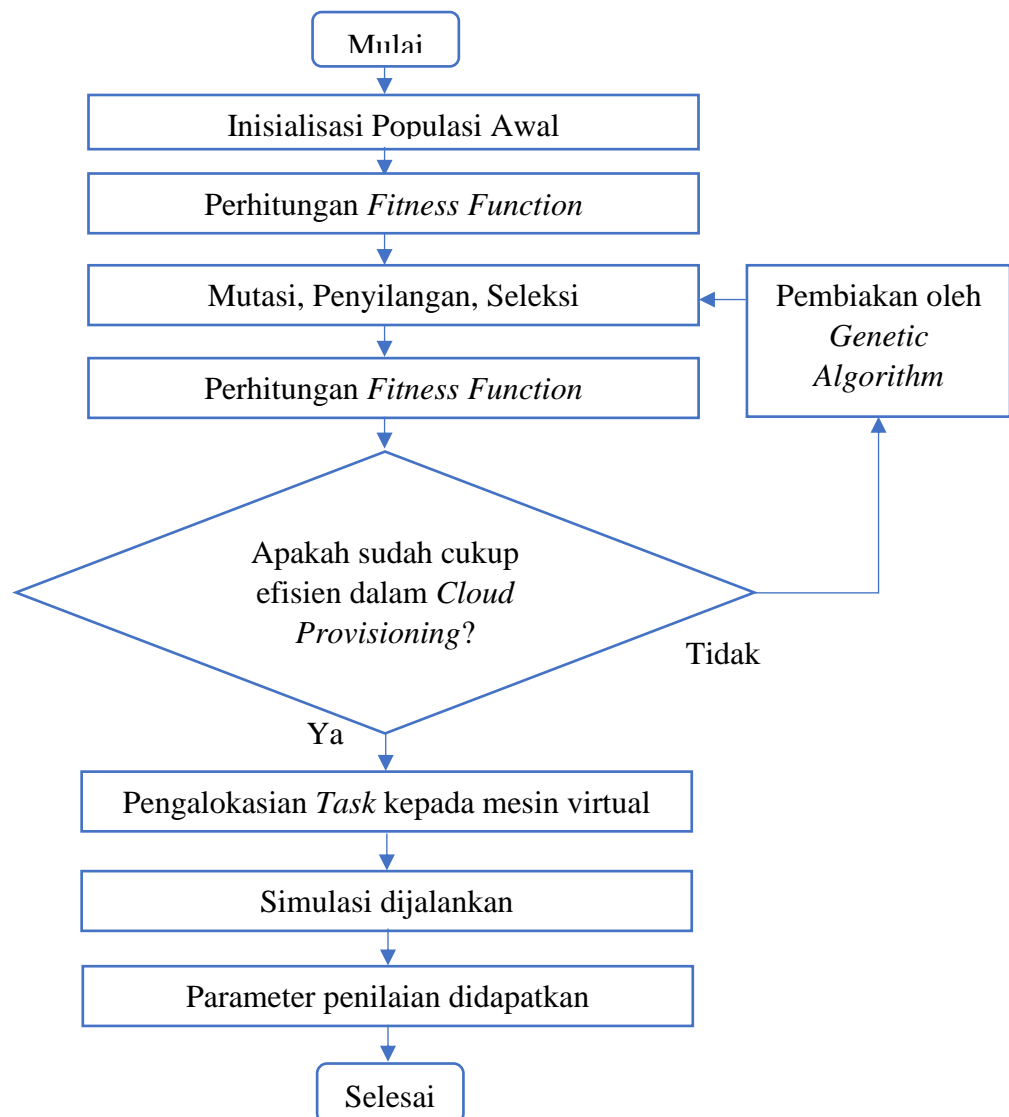 Mulai
Inisialisasi Populasi Awal
Perhitungan Fitness Function
Mutasi, Penyilangan, Seleksi
Pembiakan oleh
Genetic
Algorithm
Perhitungan Fitness Function
Apakah sudah cukup
efisien dalam Cloud
Provisioning?
Tidak
Ya
Pengalokasian Task kepada mesin virtual
Simulasi dijalankan
Parameter penilaian didapatkan
Selesai